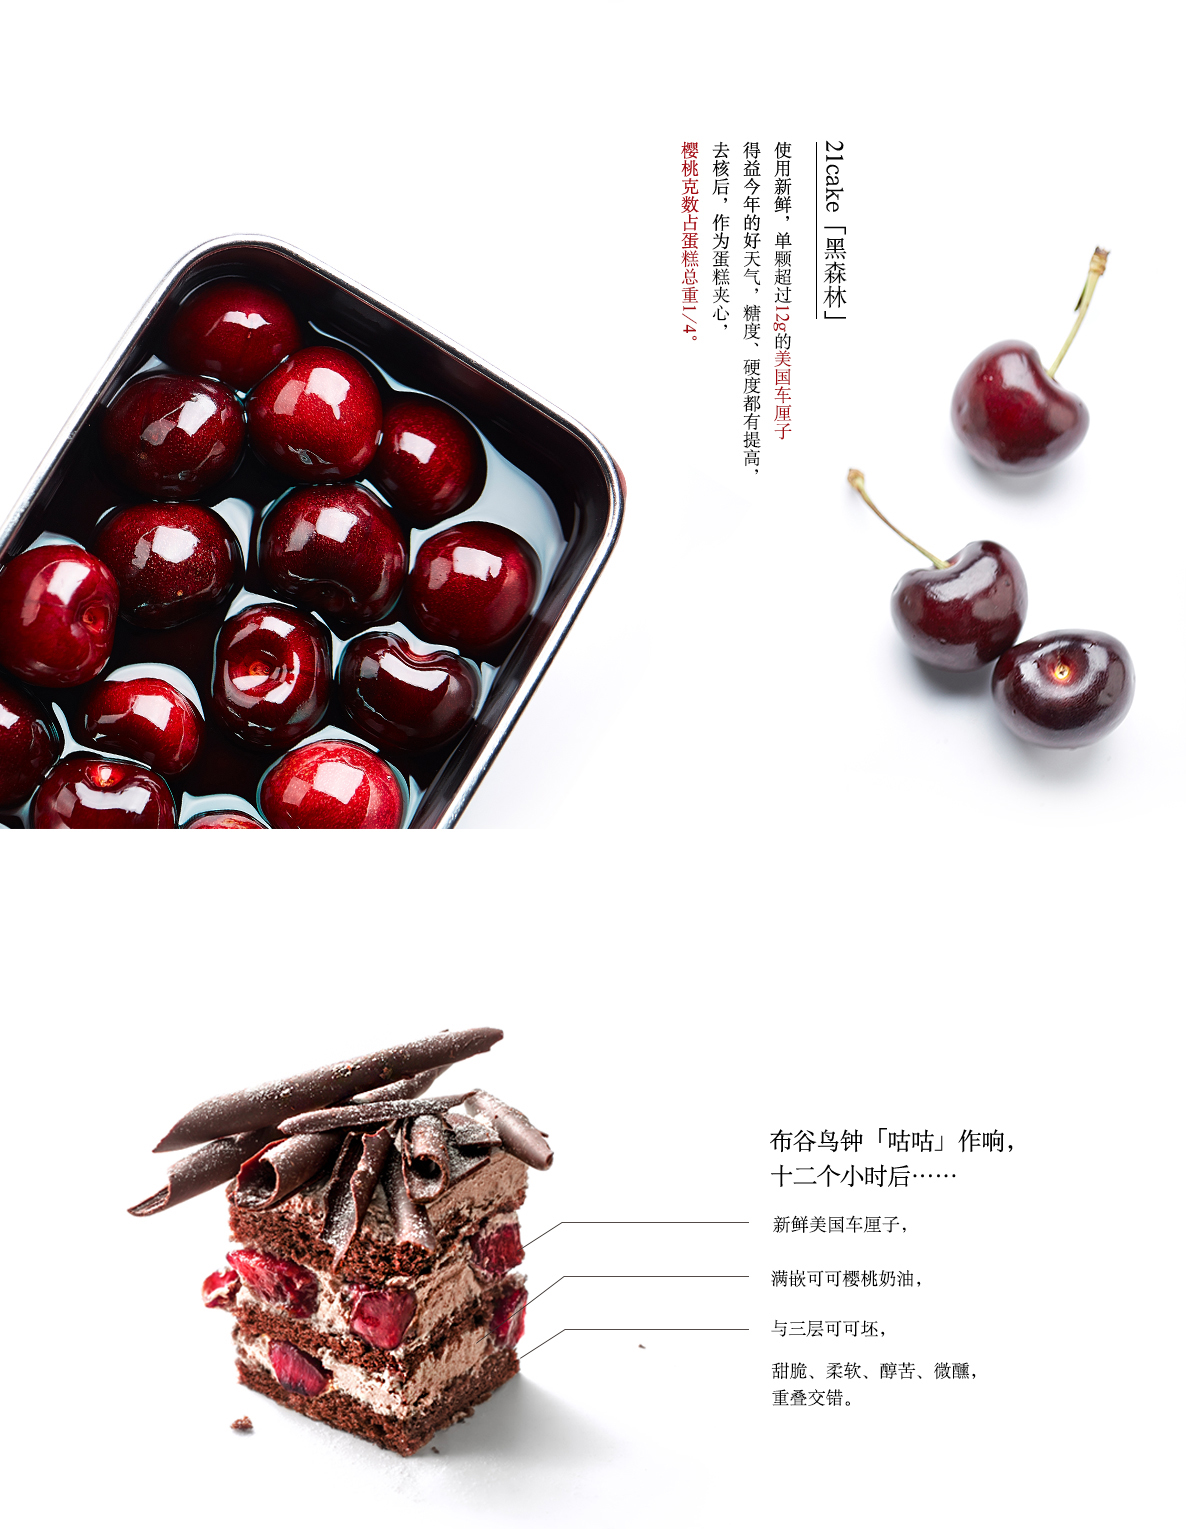 21cake「黑森林」
使用新鲜，单颗超过12g的美国车厘子
得益今年的好天气，糖度、硬度都有提高，
去核后，作为蛋糕夹心，
樱桃克数占蛋糕总重1/4。
布谷鸟钟「咕咕」作响，
十二个小时后……
新鲜美国车厘子，
满嵌可可樱桃奶油，
与三层可可坯，
甜脆、柔软、醇苦、微醺，
重叠交错。